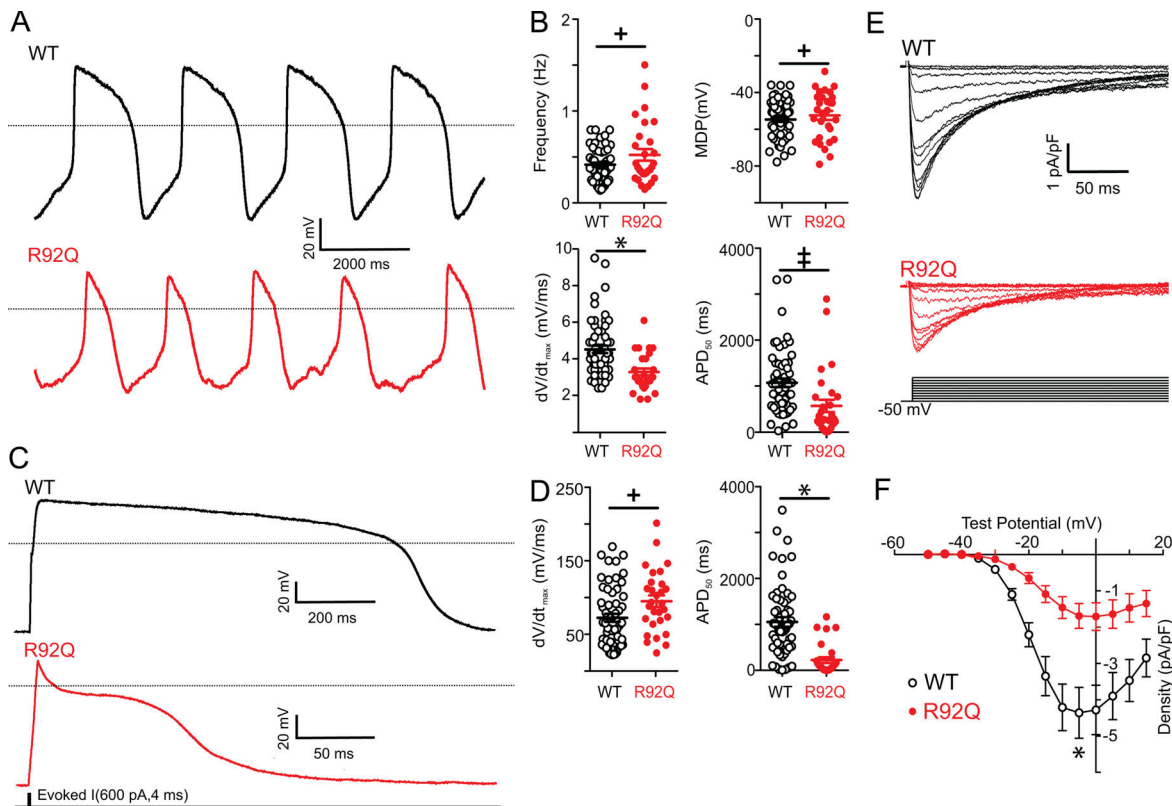 A
WT
20 mV
2000 ms
R92Q
B
Frequency (Hz)
2
1
0
+
WT
R92Q
MDP(mV)
0
-40
-80
+
WT
R92Q
dV/dtmax (mV/ms)
10
8
6
4
2
*
WT
R92Q
APD50 (ms)
4000
2000
0
‡
WT
R92Q
C
WT
20 mV
200 ms
R92Q
20 mV
50 ms
Evoked I(600 pA,4 ms)
D
dV/dtmax (mV/ms)
250
150
100
50
+
WT
R92Q
APD50 (ms)
4000
2000
0
*
WT
R92Q
E
WT
1 pA/pF
50 ms
R92Q
-50 mV
F
Test Potential (mV)
-60
-40
-20
20
-1
-3
-5
Density (pA/pF)
WT
R92Q
*